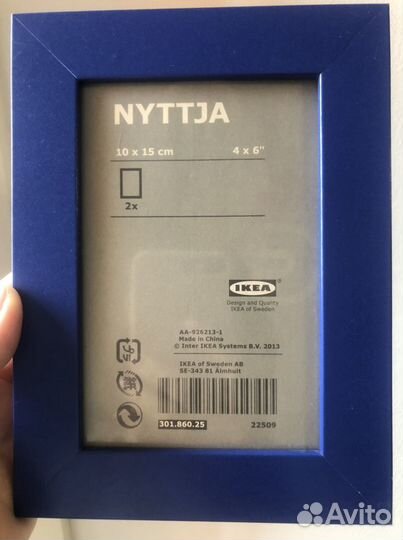 NYTTJA
10 x 15 cm 4 x 6"
2x
IKEA
Design and Quality
IKEA of Sweden
AA-926213-1
Made in China
© Inter IKEA Systems B.V. 2013
IKEA of Sweden AB
SE-343 81 Älmhult
301.860.25 22509
Avito